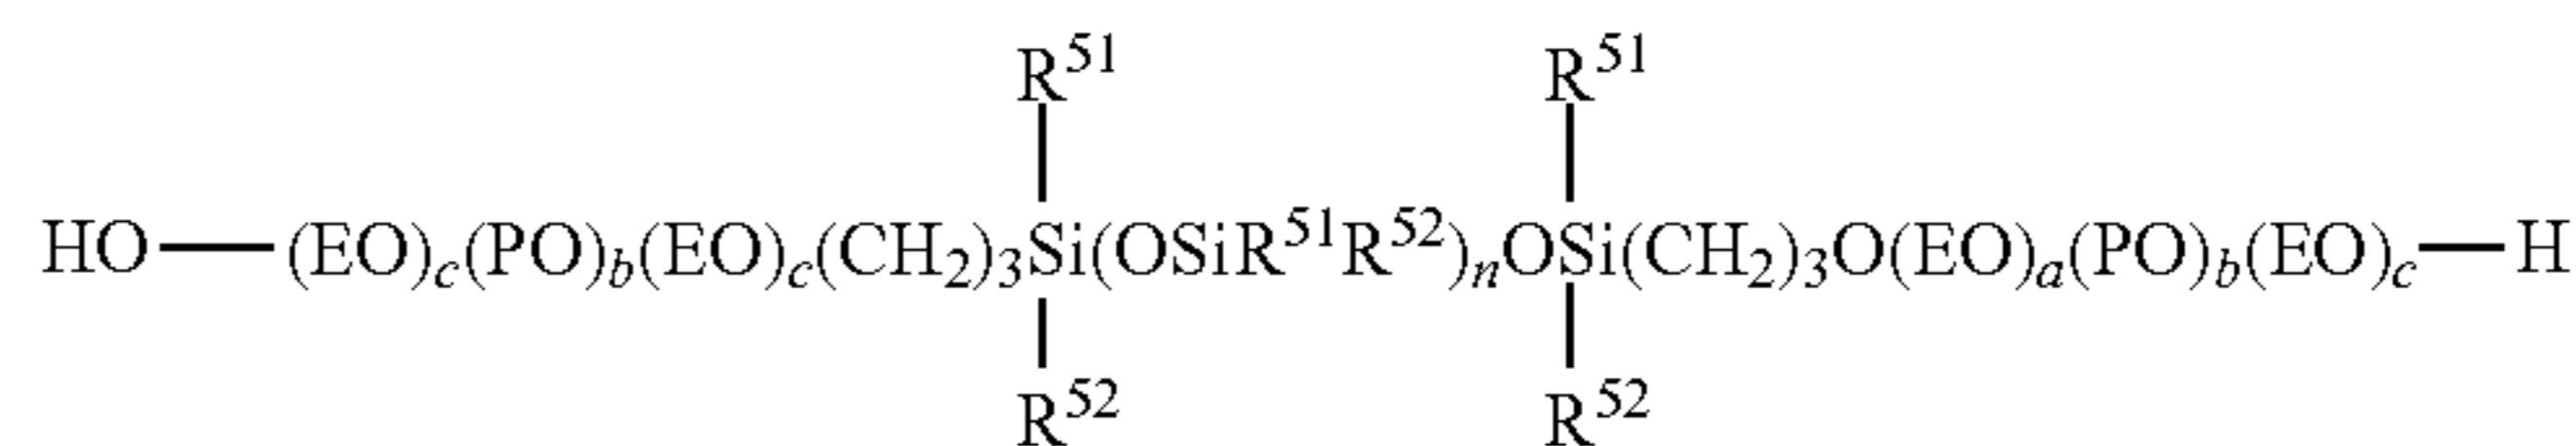 R⁵¹ R⁵¹
HO—(EO)c(PO)b(EO)c(CH₂)₃Si(OSiR⁵¹R⁵²)nOSi(CH₂)₃O(EO)a(PO)b(EO)c—H
R⁵² R⁵²